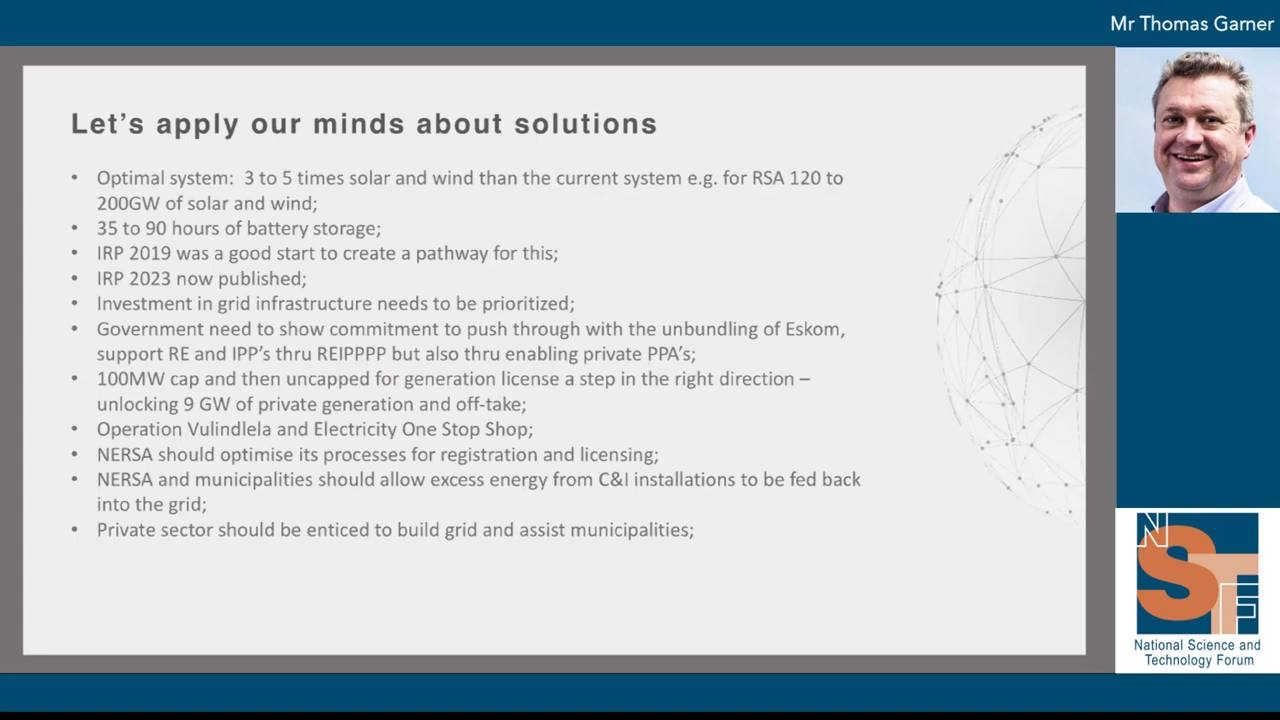 Mr Thomas Garner
Let's apply our minds about solutions
• Optimal system:  3 to 5 times solar and wind than the current system e.g. for RSA 120 to
200GW of solar and wind;
• 35 to 90 hours of battery storage;
• IRP 2019 was a good start to create a pathway for this;
• IRP 2023 now published;
• Investment in grid infrastructure needs to be prioritized;
• Government need to show commitment to push through with the unbundling of Eskom,
support RE and IPP's thru REIPPPP but also thru enabling private PPA's;
• 100MW cap and then uncapped for generation license a step in the right direction –
unlocking 9 GW of private generation and off-take;
• Operation Vulindlela and Electricity One Stop Shop;
• NERSA should optimise its processes for registration and licensing;
• NERSA and municipalities should allow excess energy from C&I installations to be fed back
into the grid;
• Private sector should be enticed to build grid and assist municipalities;
NSTF
National Science and
Technology Forum